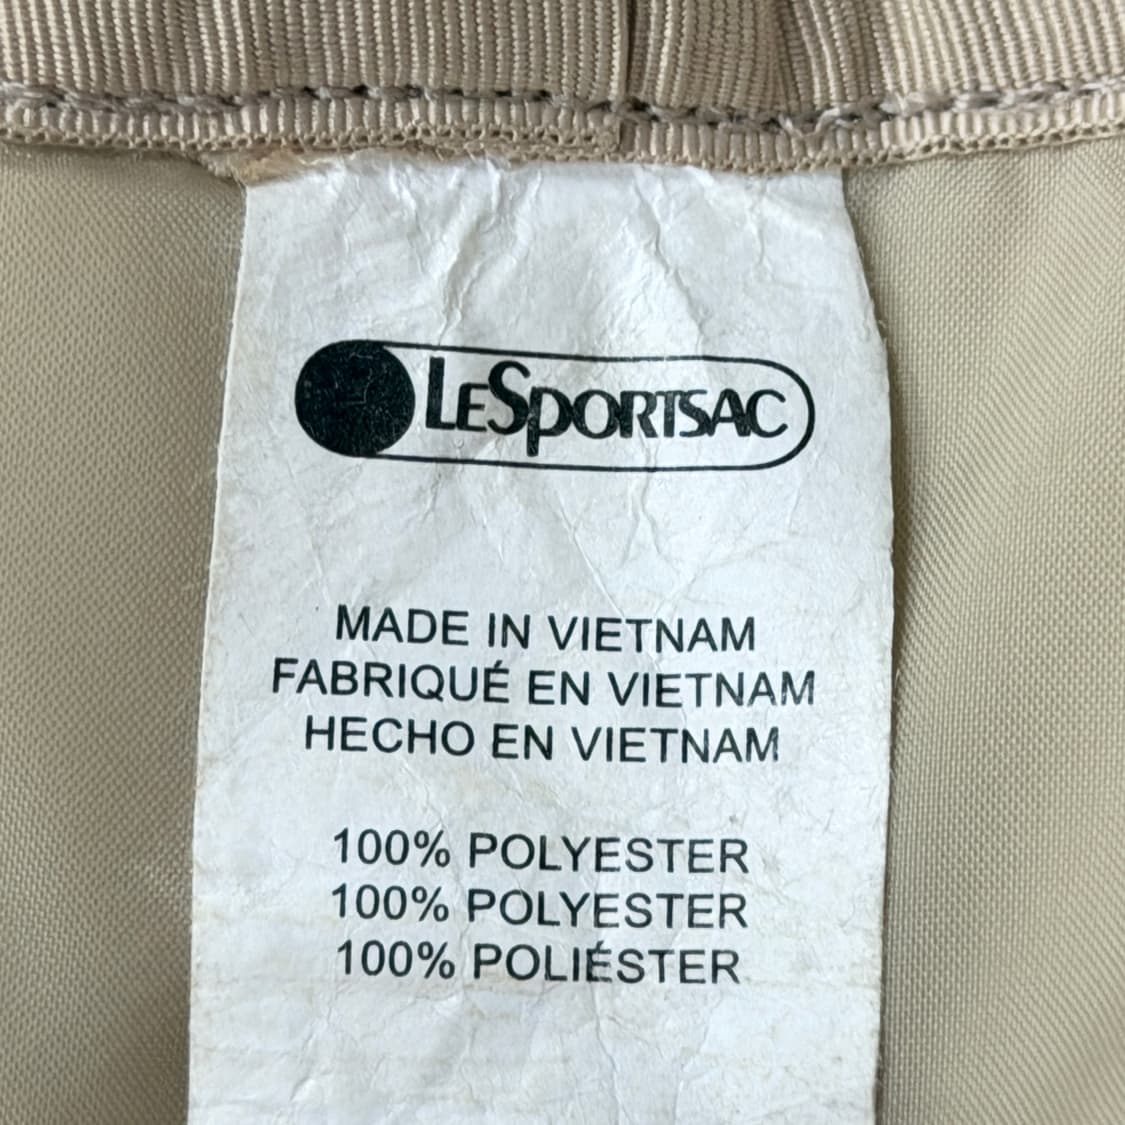 LeSportsac
MADE IN VIETNAM
FABRIQUÉ EN VIETNAM
HECHO EN VIETNAM
100% POLYESTER
100% POLYESTER
100% POLIÉSTER